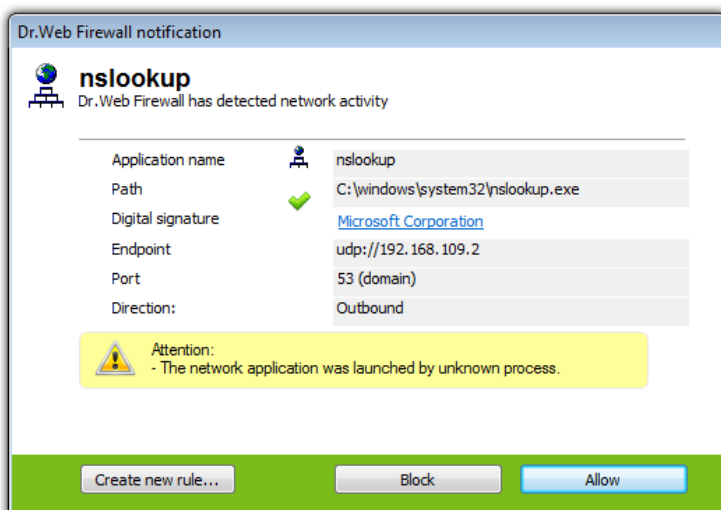 Dr.Web Firewall notification
nslookup
Dr.Web Firewall has detected network activity
Application name nslookup
Path C:\windows\system32\nslookup.exe
Digital signature Microsoft Corporation
Endpoint udp://192.168.109.2
Port 53 (domain)
Direction: Outbound
Attention:
- The network application was launched by unknown process.
Create new rule... Block Allow